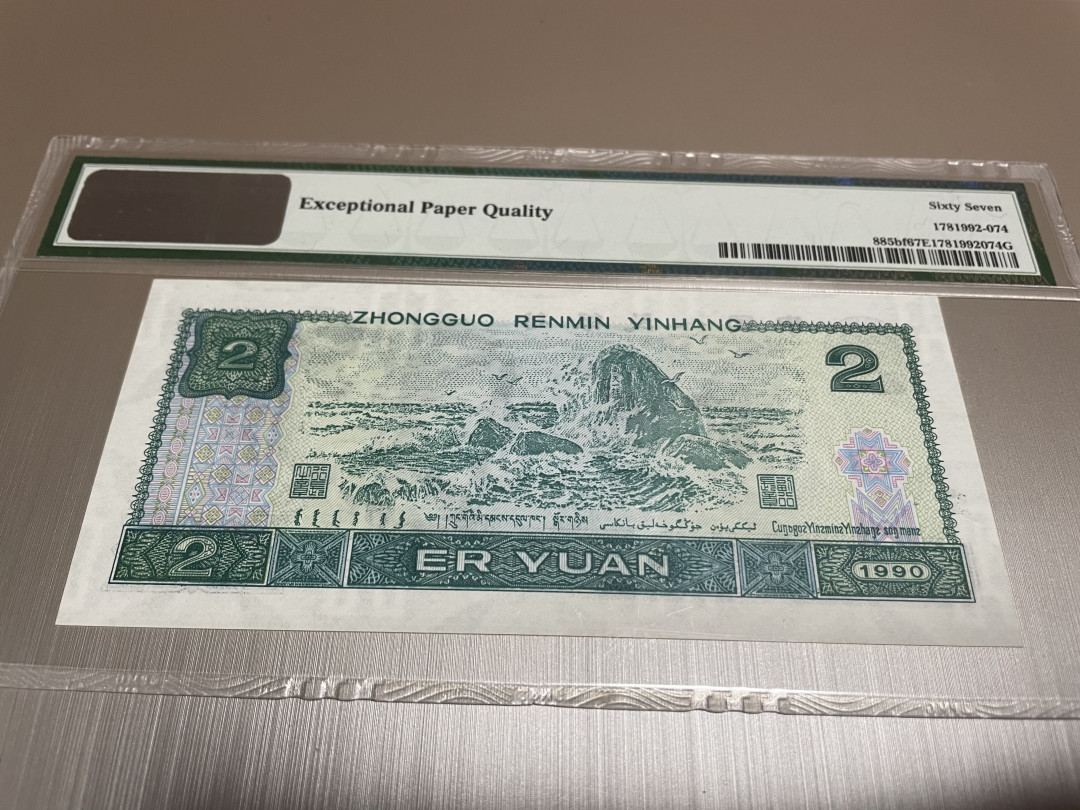 Exceptional Paper Quality
Sixty Seven
1781992-074
885bf67E1781992074G
ZHONGGUO RENMIN YINHANG
2
2
2
ER YUAN
1990